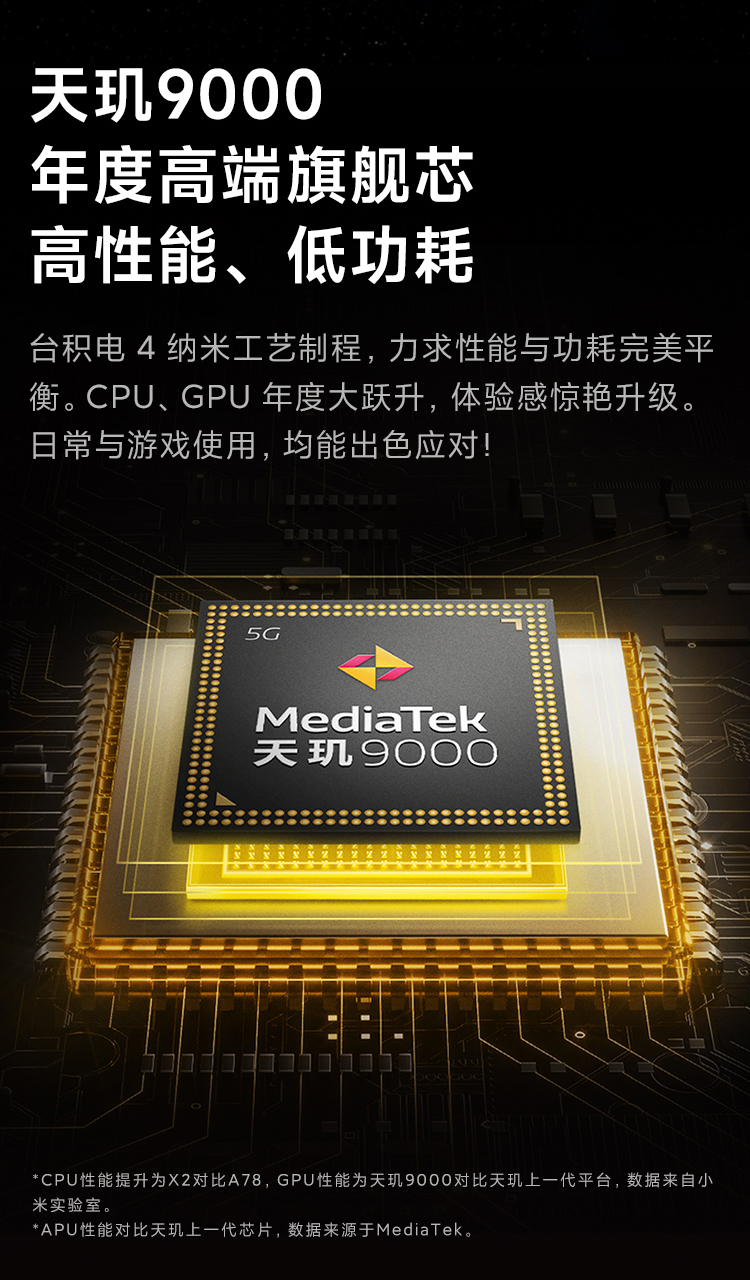 天玑9000
年度高端旗舰芯
高性能、低功耗
台积电 4 纳米工艺制程，力求性能与功耗完美平
衡。CPU、GPU 年度大跃升，体验感惊艳升级。
日常与游戏使用，均能出色应对！
5G
MediaTek
天玑9000
*CPU性能提升为X2对比A78，GPU性能为天玑9000对比天玑上一代平台，数据来自小
米实验室。
*APU性能对比天玑上一代芯片，数据来源于MediaTek。